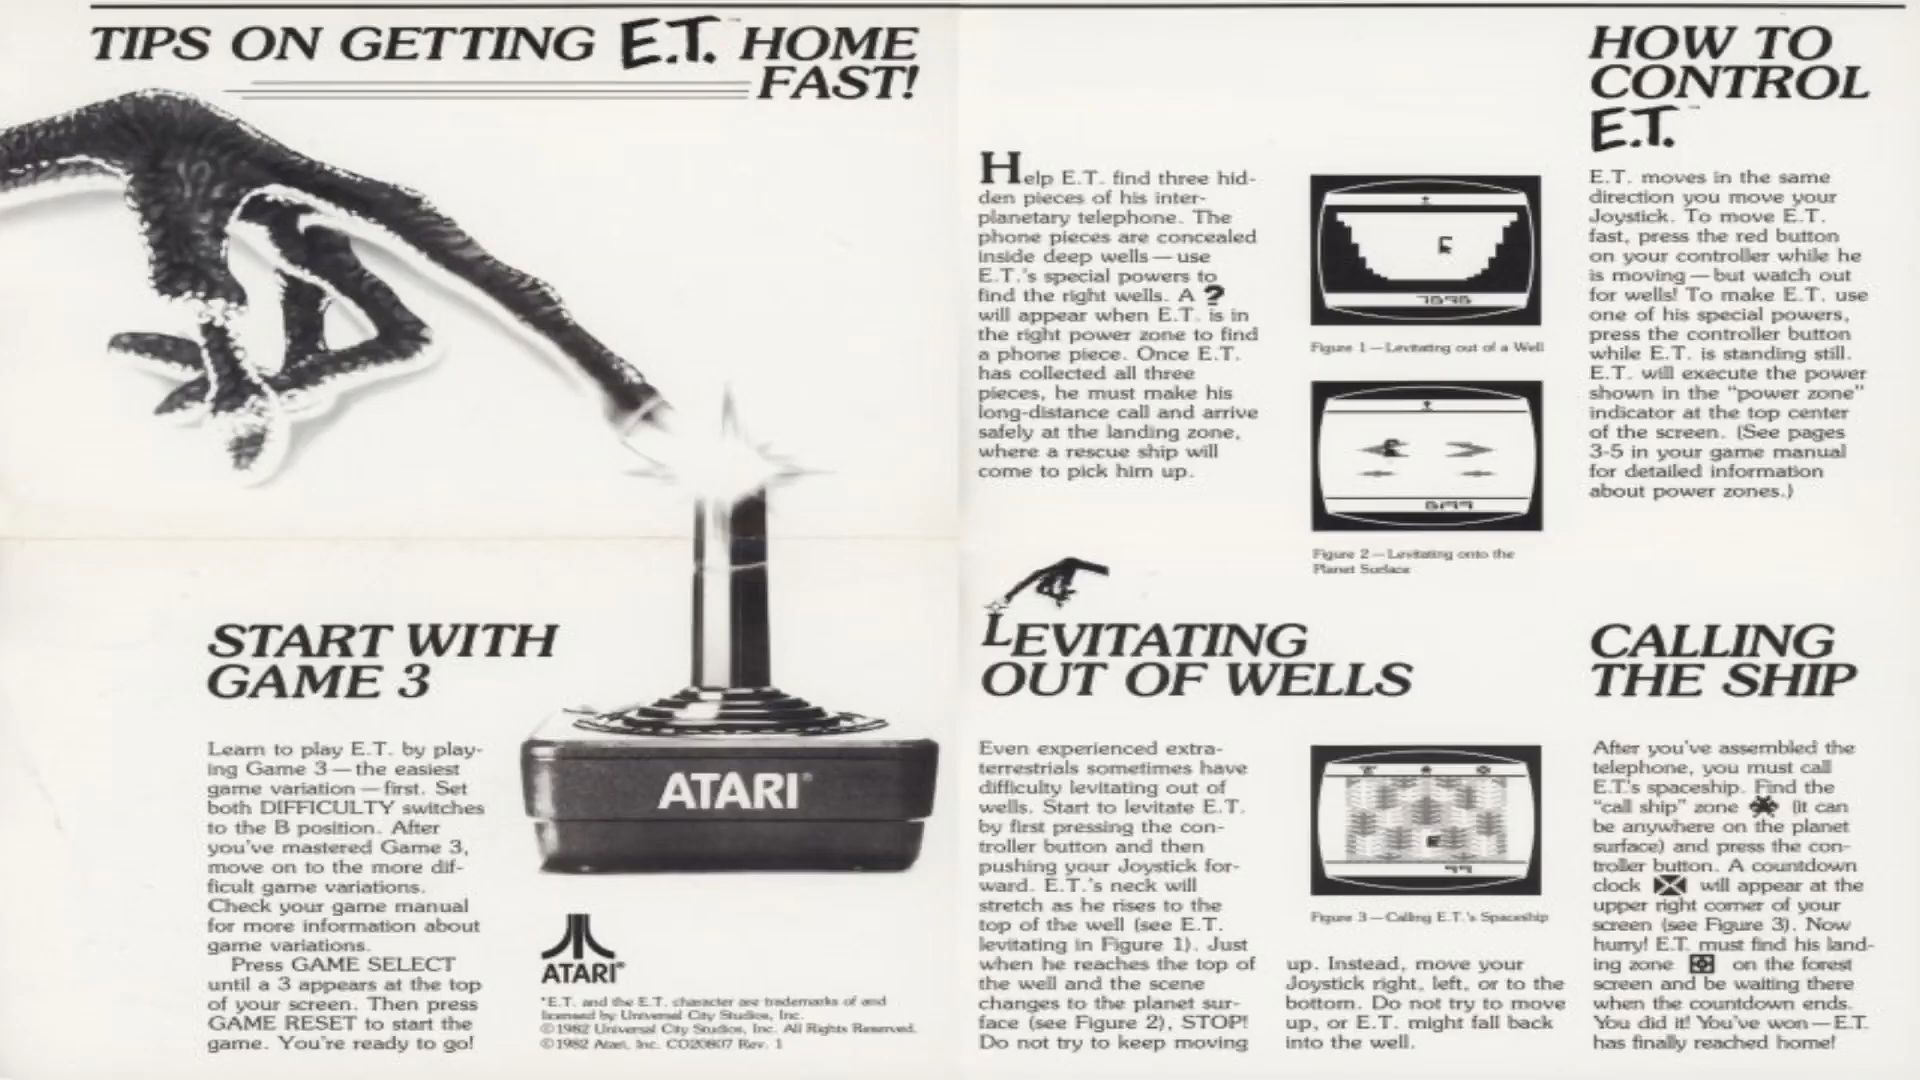 TIPS ON GETTING E.T.™ HOME
FAST!
START WITH
GAME 3
Learn to play E.T. by play-
ing Game 3—the easiest
game variation—first. Set
both DIFFICULTY switches
to the B position. After
you've mastered Game 3,
move on to the more dif-
ficult game variations.
Check your game manual
for more information about
game variations.
Press GAME SELECT
until a 3 appears at the top
of your screen. Then press
GAME RESET to start the
game. You're ready to go!
ATARI®
ATARI®
*E.T. and the E.T. character are trademarks of and
licensed by Universal City Studios, Inc.
©1982 Universal City Studios, Inc. All Rights Reserved.
©1982 Atari, Inc. CO20807 Rev. 1
Help E.T. find three hid-
den pieces of his inter-
planetary telephone. The
phone pieces are concealed
inside deep wells—use
E.T.'s special powers to
find the right wells. A ?
will appear when E.T. is in
the right power zone to find
a phone piece. Once E.T.
has collected all three
pieces, he must make his
long-distance call and arrive
safely at the landing zone,
where a rescue ship will
come to pick him up.
Figure 1—Levitating out of a Well
Figure 2—Levitating onto the
Planet Surface
HOW TO
CONTROL
E.T.™
E.T. moves in the same
direction you move your
Joystick. To move E.T.
fast, press the red button
on your controller while he
is moving—but watch out
for wells! To make E.T. use
one of his special powers,
press the controller button
while E.T. is standing still.
E.T. will execute the power
shown in the "power zone"
indicator at the top center
of the screen. (See pages
3-5 in your game manual
for detailed information
about power zones.)
LEVITATING
OUT OF WELLS
Even experienced extra-
terrestrials sometimes have
difficulty levitating out of
wells. Start to levitate E.T.
by first pressing the con-
troller button and then
pushing your Joystick for-
ward. E.T.'s neck will
stretch as he rises to the
top of the well (see E.T.
levitating in Figure 1). Just
when he reaches the top of
the well and the scene
changes to the planet sur-
face (see Figure 2), STOP!
Do not try to keep moving
Figure 3—Calling E.T.'s Spaceship
up. Instead, move your
Joystick right, left, or to the
bottom. Do not try to move
up, or E.T. might fall back
into the well.
CALLING
THE SHIP
After you've assembled the
telephone, you must call
E.T.'s spaceship. Find the
"call ship" zone (it can
be anywhere on the planet
surface) and press the con-
troller button. A countdown
clock will appear at the
upper right corner of your
screen (see Figure 3). Now
hurry! E.T. must find his land-
ing zone on the forest
screen and be waiting there
when the countdown ends.
You did it! You've won—E.T.
has finally reached home!